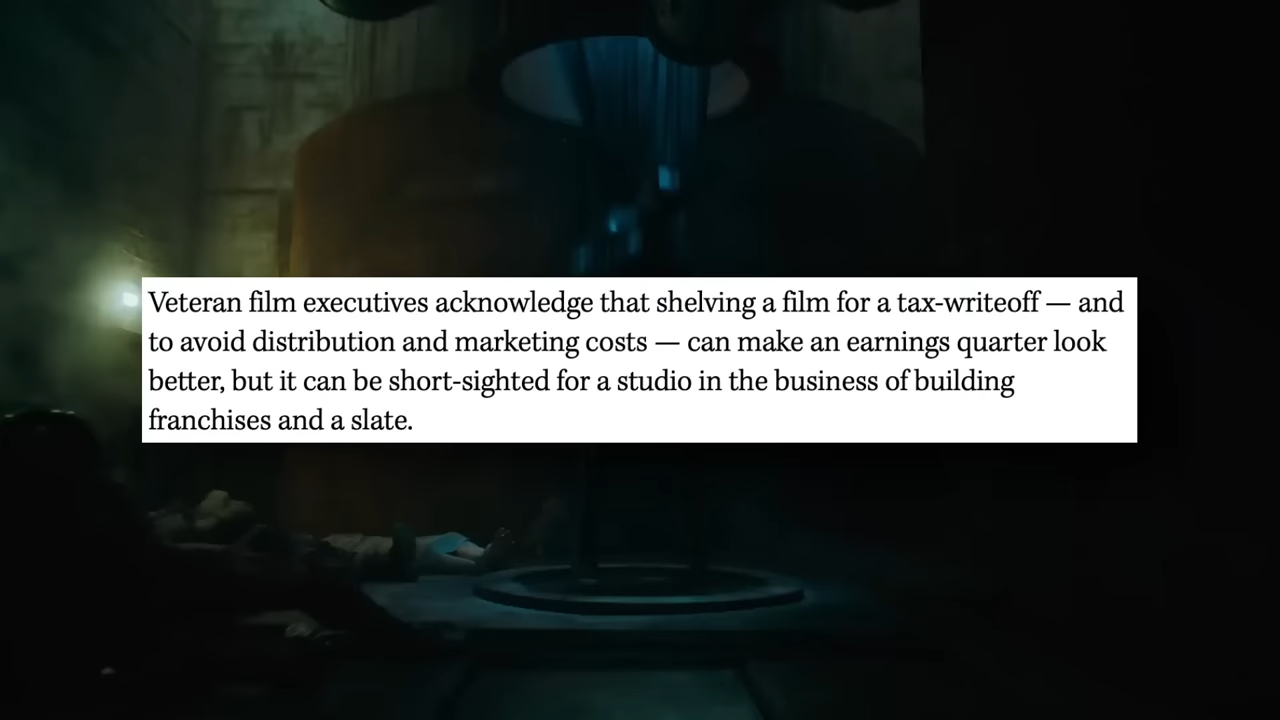 Veteran film executives acknowledge that shelving a film for a tax-writeoff — and
to avoid distribution and marketing costs — can make an earnings quarter look
better, but it can be short-sighted for a studio in the business of building
franchises and a slate.